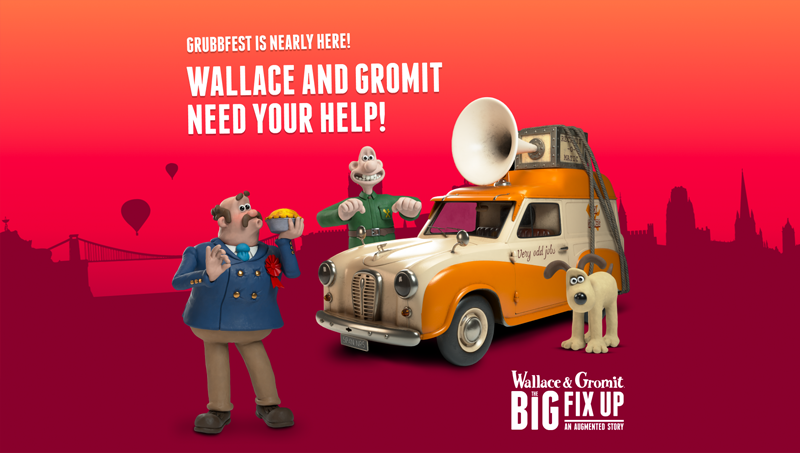 GRUBBFEST IS NEARLY HERE!
WALLACE AND GROMIT
NEED YOUR HELP!
Very odd jobs
Wallace & Gromit
THE
BIG FIX UP
AN AUGMENTED STORY